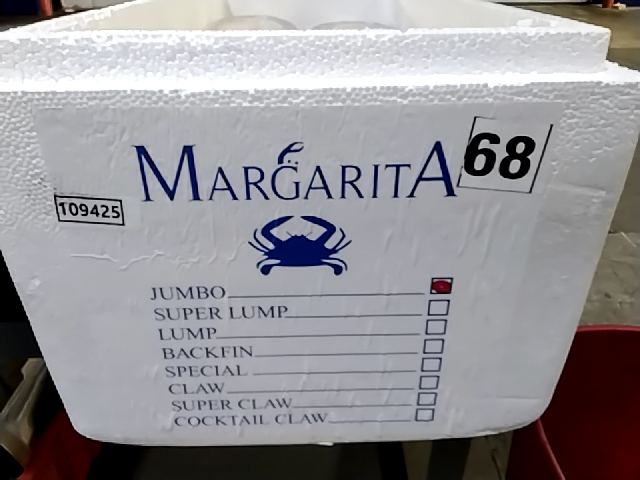 MARGARITA
68
109425
JUMBO
SUPER LUMP
LUMP
BACKFIN
SPECIAL
CLAW
SUPER CLAW
COCKTAIL CLAW